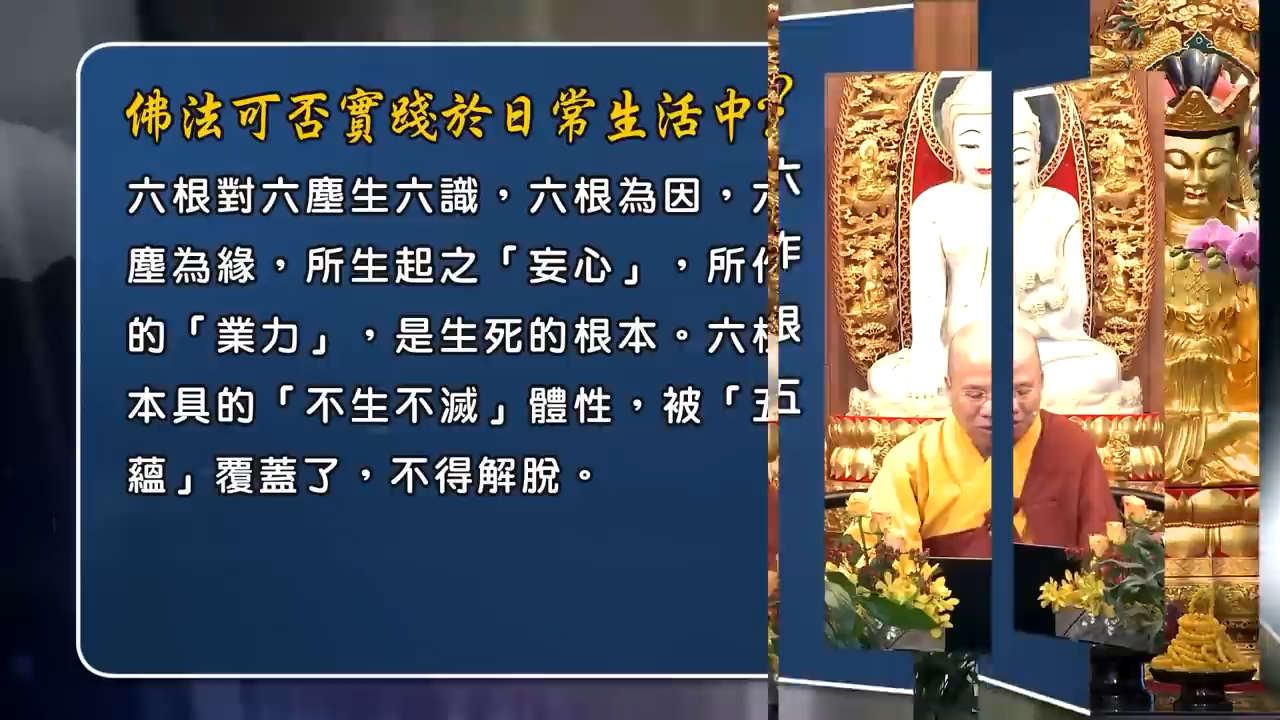 佛法可否實踐於日常生活中？
六根對六塵生六識，六根為因，六
塵為緣，所生起之「妄心」，所作
的「業力」，是生死的根本。六根
本具的「不生不滅」體性，被「五
蘊」覆蓋了，不得解脫。